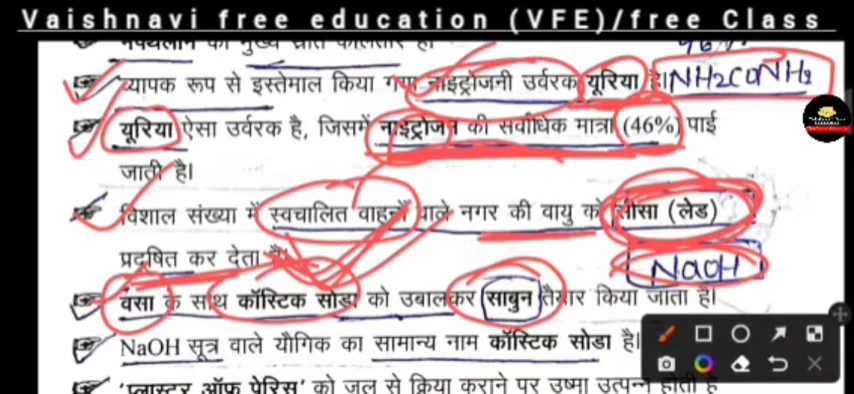 Vaishnavi free education (VFE)/free Class
नेफ्थलीन का मुख्य स्रोत कोलतार है।
व्यापक रूप से इस्तेमाल किया गया नाइट्रोजनी उर्वरक यूरिया है। NH2CONH2
यूरिया ऐसा उर्वरक है, जिसमें नाइट्रोजन की सर्वाधिक मात्रा (46%) पाई
जाती है।
विशाल संख्या में स्वचालित वाहनों वाले नगर की वायु को सीसा (लेड)
प्रदूषित कर देता है।
NaOH
वसा के साथ कॉस्टिक सोडा को उबालकर साबुन तैयार किया जाता है।
NaOH सूत्र वाले यौगिक का सामान्य नाम कॉस्टिक सोडा है।
'प्लास्टर ऑफ पेरिस' को जल से क्रिया कराने पर उष्मा उत्पन्न होती है